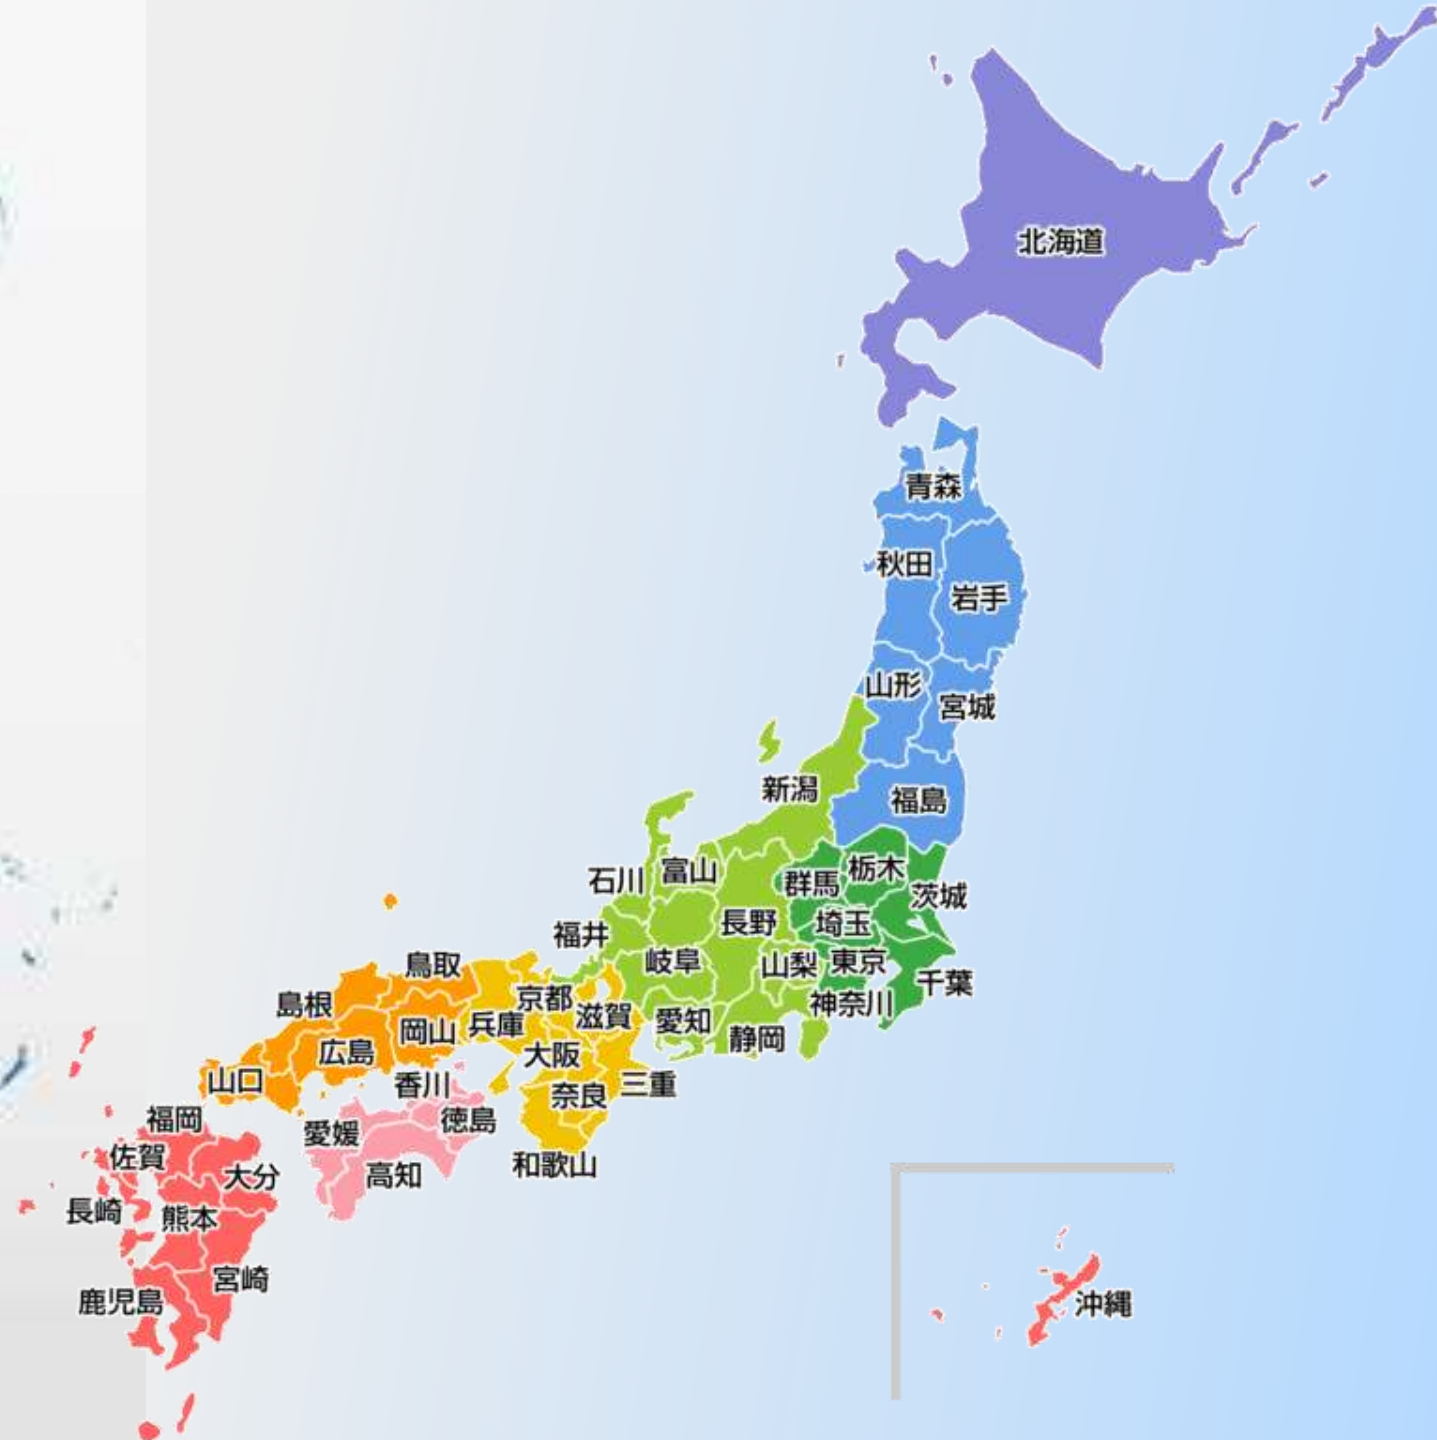 北海道
青森
秋田
岩手
山形
宮城
新潟
福島
石川
富山
群馬
栃木
茨城
福井
長野
埼玉
岐阜
山梨
東京
千葉
神奈川
鳥取
島根
京都
滋賀
愛知
静岡
岡山
兵庫
広島
大阪
山口
香川
奈良
三重
福岡
愛媛
徳島
佐賀
大分
高知
和歌山
長崎
熊本
宮崎
鹿児島
沖縄